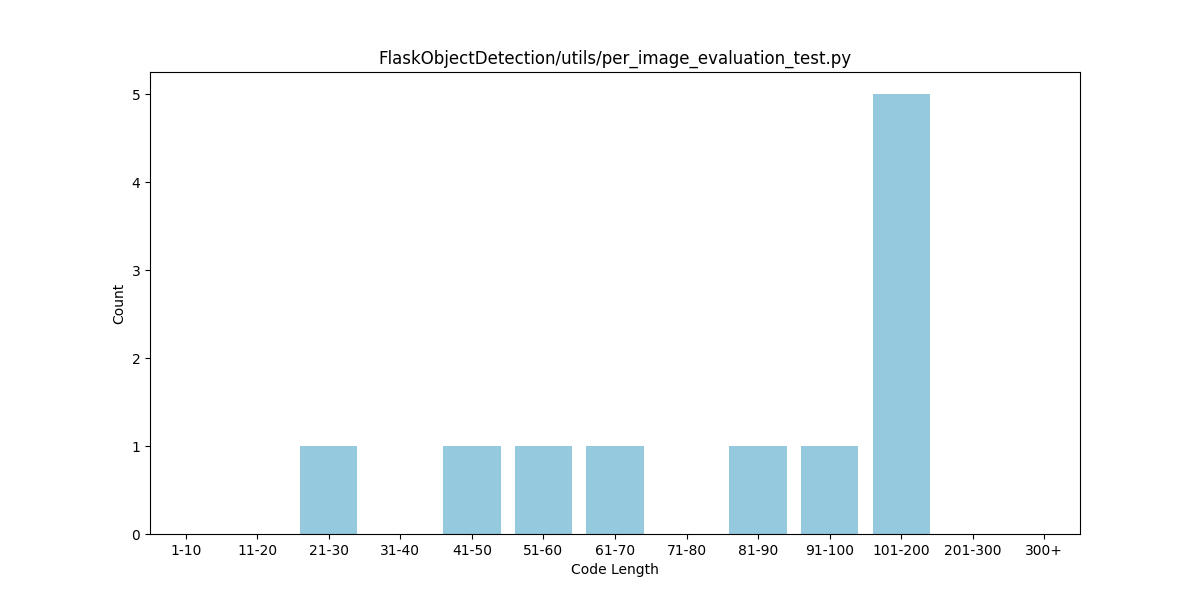 FlaskObjectDetection/utils/per_image_evaluation_test.py
5
4
3
2
1
0
Count
1-10 11-20 21-30 31-40 41-50 51-60 61-70 71-80 81-90 91-100 101-200 201-300 300+
Code Length